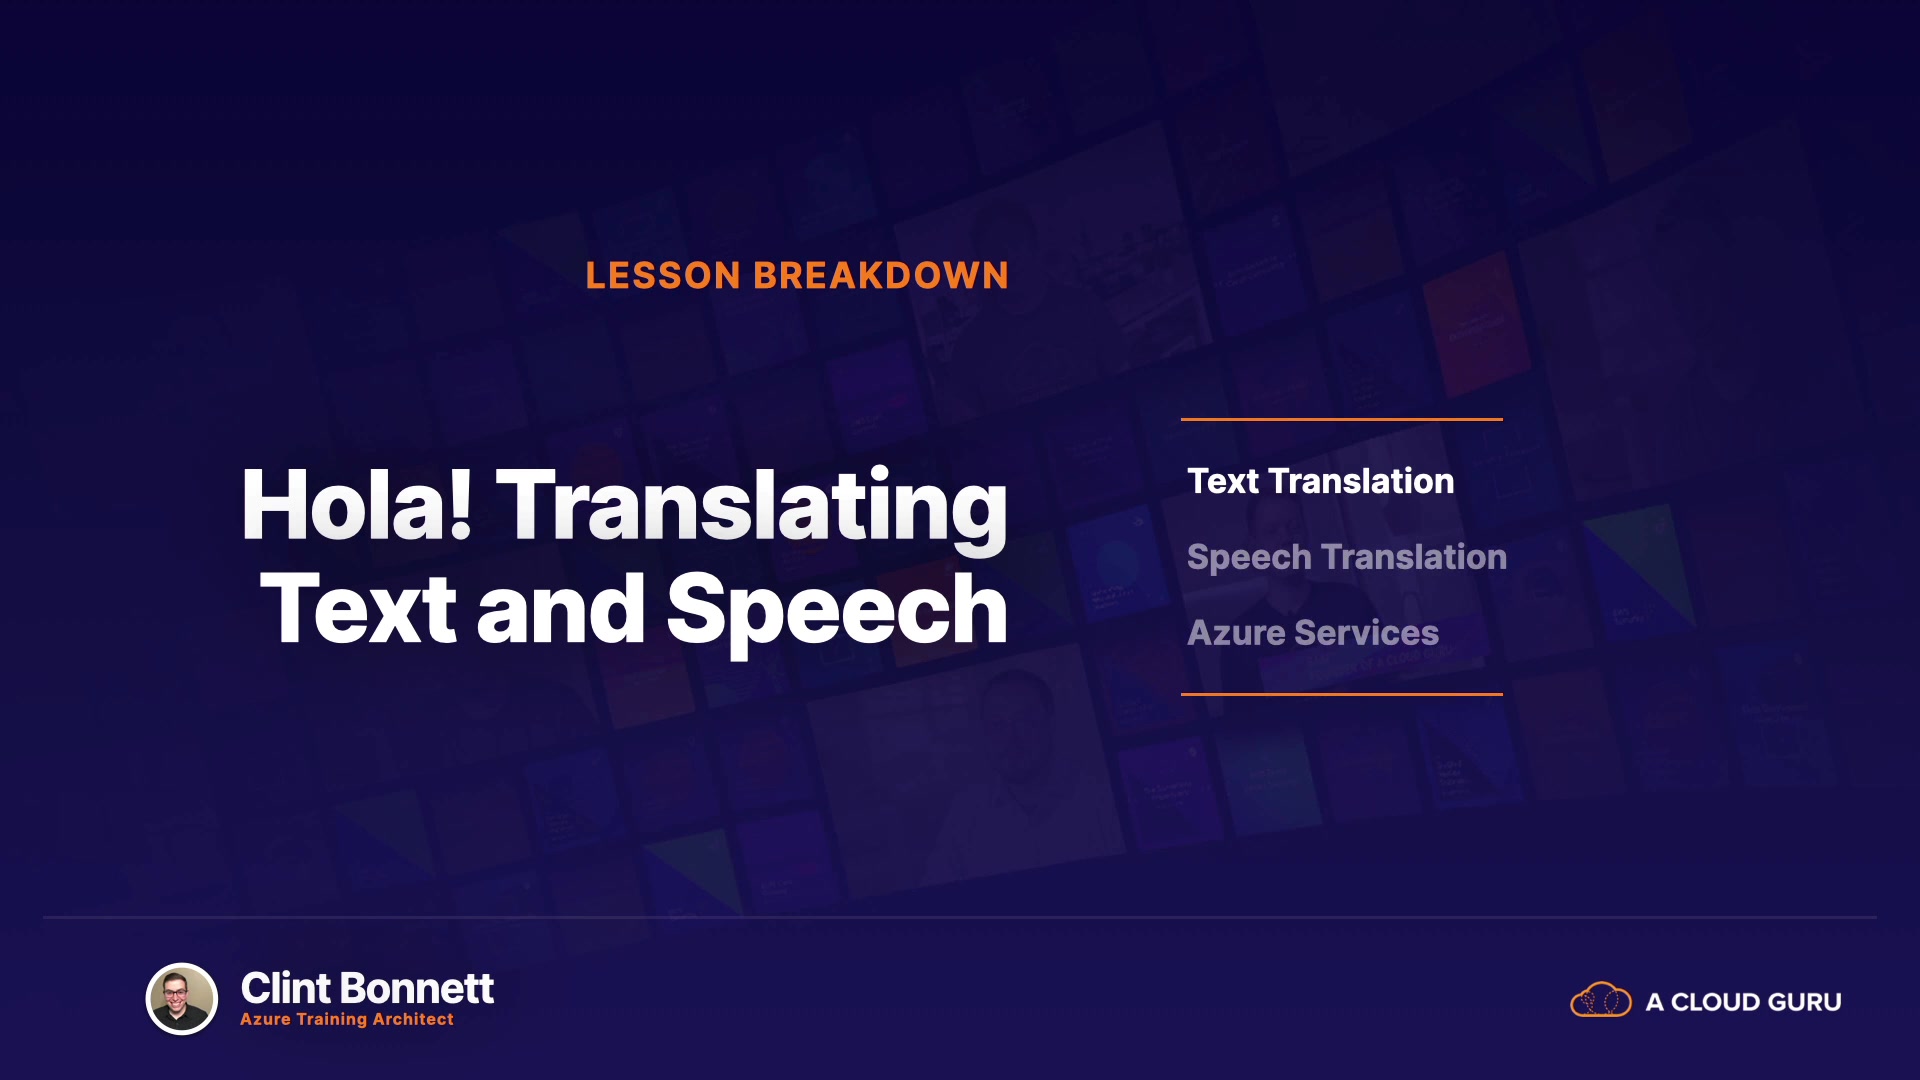 LESSON BREAKDOWN
Hola! Translating
Text and Speech
Text Translation
Speech Translation
Azure Services
Clint Bonnett
Azure Training Architect
A CLOUD GURU